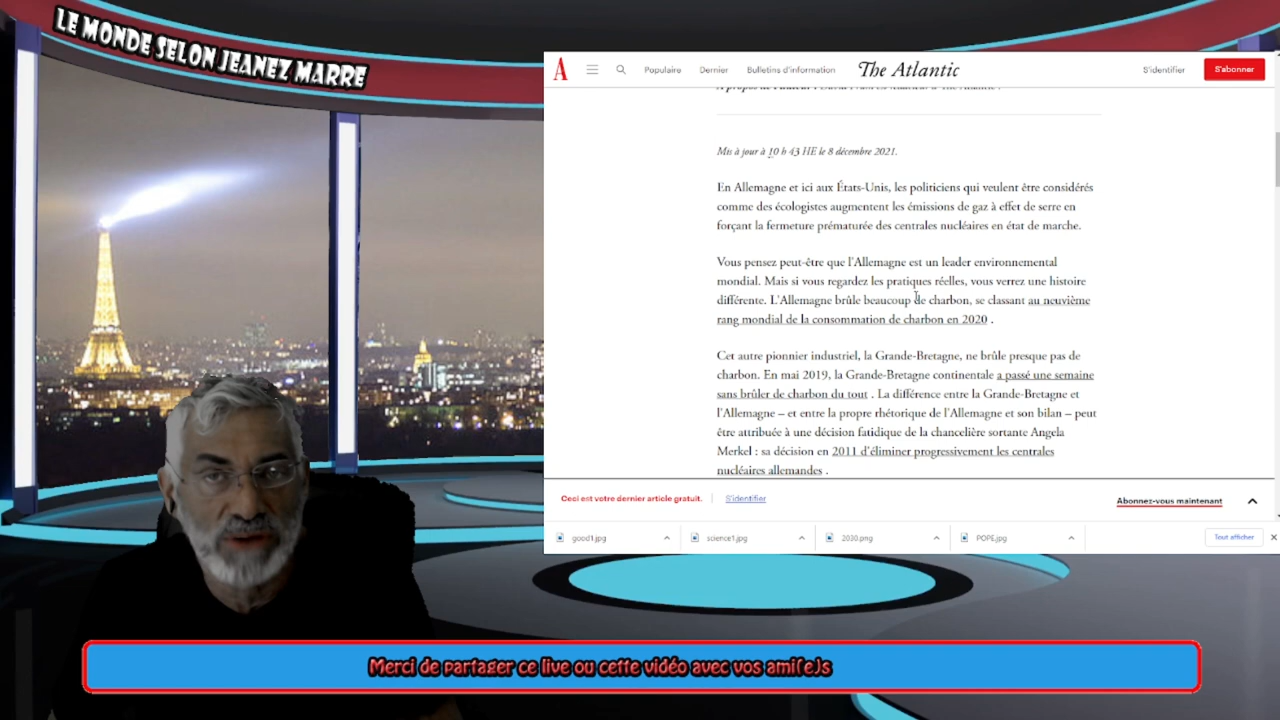 LE MONDE SELON JEANEZ MARRE
Populaire
Dernier
Bulletins d'information
The Atlantic
S'identifier
S'abonner
Mis à jour à 10 h 43 HE le 8 décembre 2021.
En Allemagne et ici aux États-Unis, les politiciens qui veulent être considérés
comme des écologistes augmentent les émissions de gaz à effet de serre en
forçant la fermeture prématurée des centrales nucléaires en état de marche.
Vous pensez peut-être que l'Allemagne est un leader environnemental
mondial. Mais si vous regardez les pratiques réelles, vous verrez une histoire
différente. L'Allemagne brûle beaucoup de charbon, se classant au neuvième
rang mondial de la consommation de charbon en 2020 .
Cet autre pionnier industriel, la Grande-Bretagne, ne brûle presque pas de
charbon. En mai 2019, la Grande-Bretagne continentale a passé une semaine
sans brûler de charbon du tout . La différence entre la Grande-Bretagne et
l'Allemagne – et entre la propre rhétorique de l'Allemagne et son bilan – peut
être attribuée à une décision fatidique de la chancelière sortante Angela
Merkel : sa décision en 2011 d'éliminer progressivement les centrales
nucléaires allemandes .
Ceci est votre dernier article gratuit.
S'identifier
Abonnez-vous maintenant
good1.jpg
science1.jpg
2030.png
POPE.jpg
Tout afficher
Merci de partager ce live ou cette vidéo avec vos ami(e)s